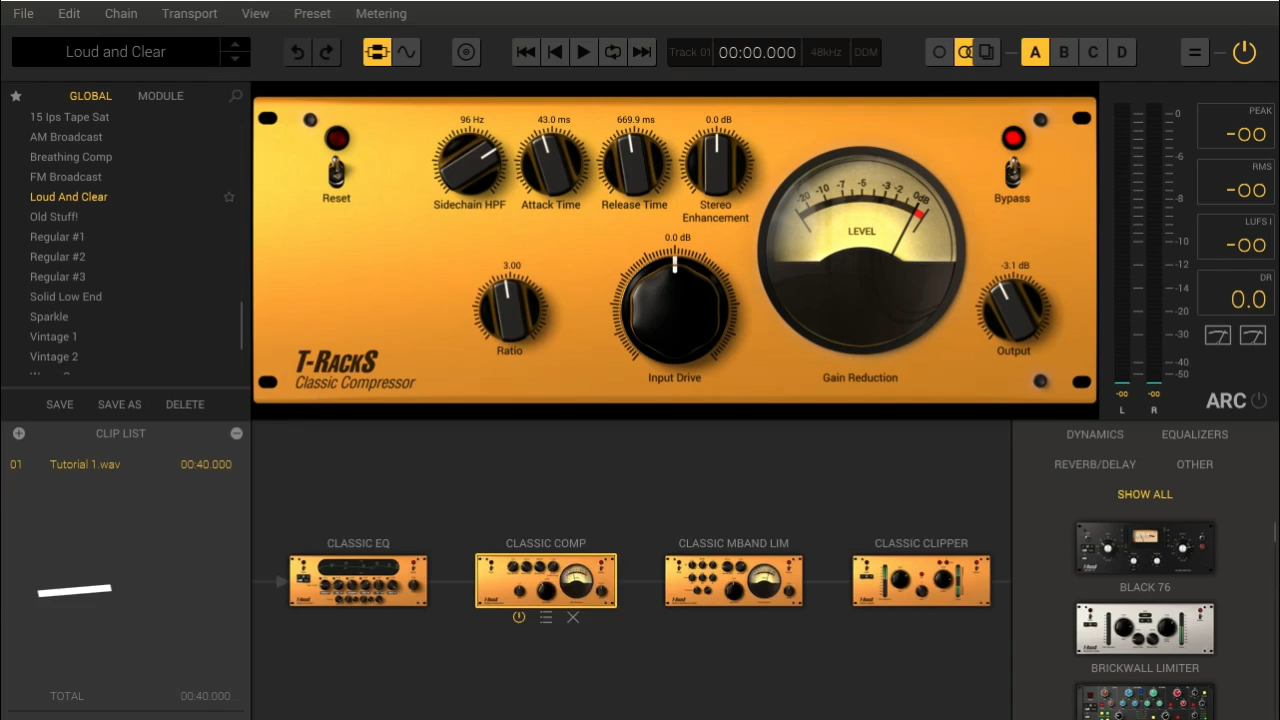 File Edit Chain Transport View Preset Metering
Loud and Clear
Track 01 00:00.000 48kHz DDM
A B C D
GLOBAL MODULE
15 Ips Tape Sat
AM Broadcast
Breathing Comp
FM Broadcast
Loud And Clear
Old Stuff!
Regular #1
Regular #2
Regular #3
Solid Low End
Sparkle
Vintage 1
Vintage 2
SAVE SAVE AS DELETE
CLIP LIST
01 Tutorial 1.wav 00:40.000
TOTAL 00:40.000
96 Hz 43.0 ms 669.9 ms 0.0 dB
Reset Sidechain HPF Attack Time Release Time Stereo Enhancement
Bypass
-20 -10 -7 -5 -3 -2 0dB
LEVEL
3.00 0.0 dB -3.1 dB
Ratio Input Drive Gain Reduction Output
T-RackS
Classic Compressor
0
-6
-8
-10
-12
-14
-20
-30
-40
-50
-oo -oo
L R
PEAK
-oo
RMS
-oo
LUFS I
-oo
DR
0.0
ARC
CLASSIC EQ CLASSIC COMP CLASSIC MBAND LIM CLASSIC CLIPPER
DYNAMICS EQUALIZERS
REVERB/DELAY OTHER
SHOW ALL
BLACK 76
BRICKWALL LIMITER